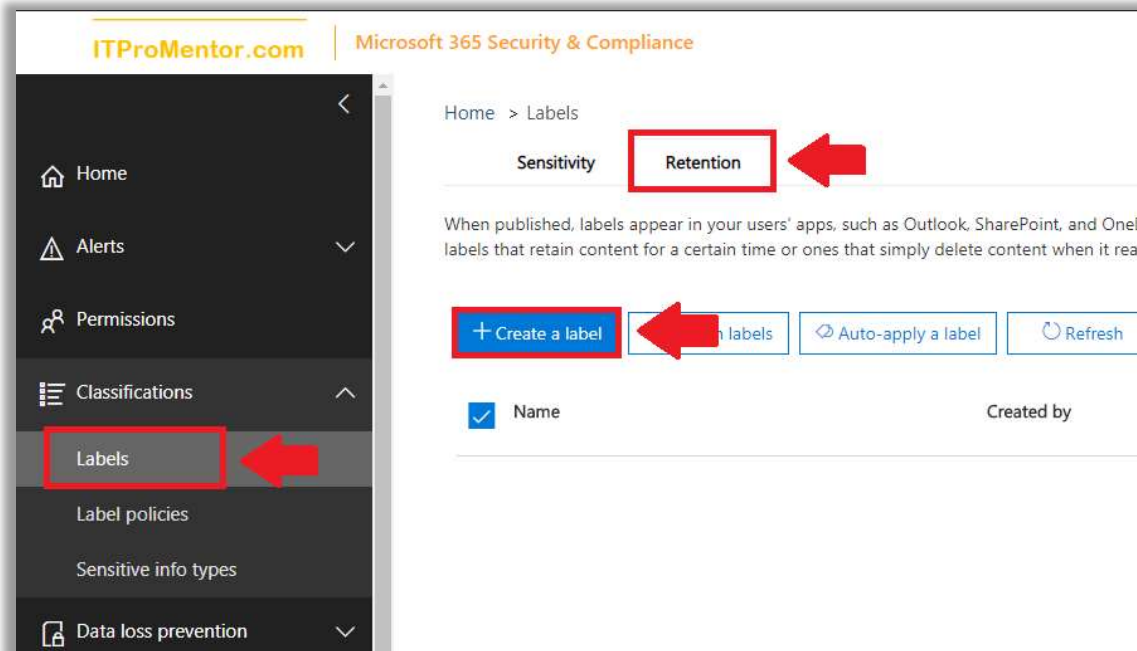 ITProMentor.com
Microsoft 365 Security & Compliance
Home > Labels
Sensitivity Retention
When published, labels appear in your users' apps, such as Outlook, SharePoint, and
labels that retain content for a certain time or ones that simply delete content when it
+ Create a label labels Auto-apply a label Refresh
Name Created by
Home
Alerts
Permissions
Classifications
Labels
Label policies
Sensitive info types
Data loss prevention